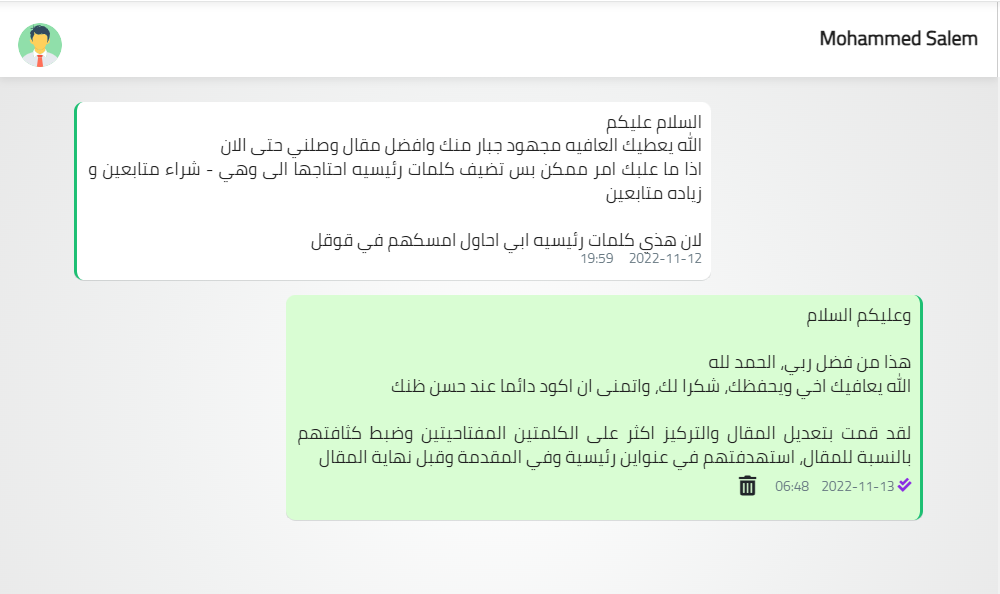 Mohammed Salem
السلام عليكم
الله يعطيك العافيه مجهود جبار منك وافضل مقال وصلني حتى الان
اذا ما علبك امر ممكن بس تضيف كلمات رئيسيه احتاجها الى وهي - شراء متابعين و
زياده متابعين
لان هذي كلمات رئيسيه ابي احاول امسكهم في قوقل
2022-11-12 19:59
وعليكم السلام
هذا من فضل ربي، الحمد لله
الله يعافيك اخي ويحفظك، شكرا لك، واتمنى ان اكود دائما عند حسن ظنك
لقد قمت بتعديل المقال والتركيز اكثر على الكلمتين المفتاحيتين وضبط كثافتهم
بالنسبة للمقال، استهدفتهم في عنواين رئيسية وفي المقدمة وقبل نهاية المقال
2022-11-13 06:48